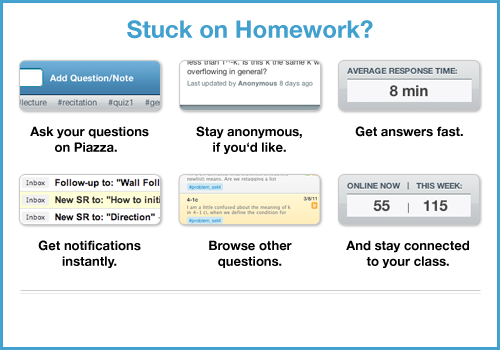 Stuck on Homework?
Add Question/Note
lecture #recitation #quiz1
less than 1^-k. Is this k the same k w
overflowing in general?
Last updated by Anonymous 8 days ago
AVERAGE RESPONSE TIME:
8 min
Ask your questions
on Piazza.
Stay anonymous,
if you'd like.
Get answers fast.
Inbox Follow-up to: "Wall Foll
Inbox New SR to: "How to initi
Inbox New SR to: "Direction" -
newlist) means. Are we retagging a list
#problem_set4
4-1c 3/8/11
I am a little confused about the meaning of k
in 4-1 c), when we define the condition for
#problem_set4
ONLINE NOW | THIS WEEK:
55 | 115
Get notifications
instantly.
Browse other
questions.
And stay connected
to your class.